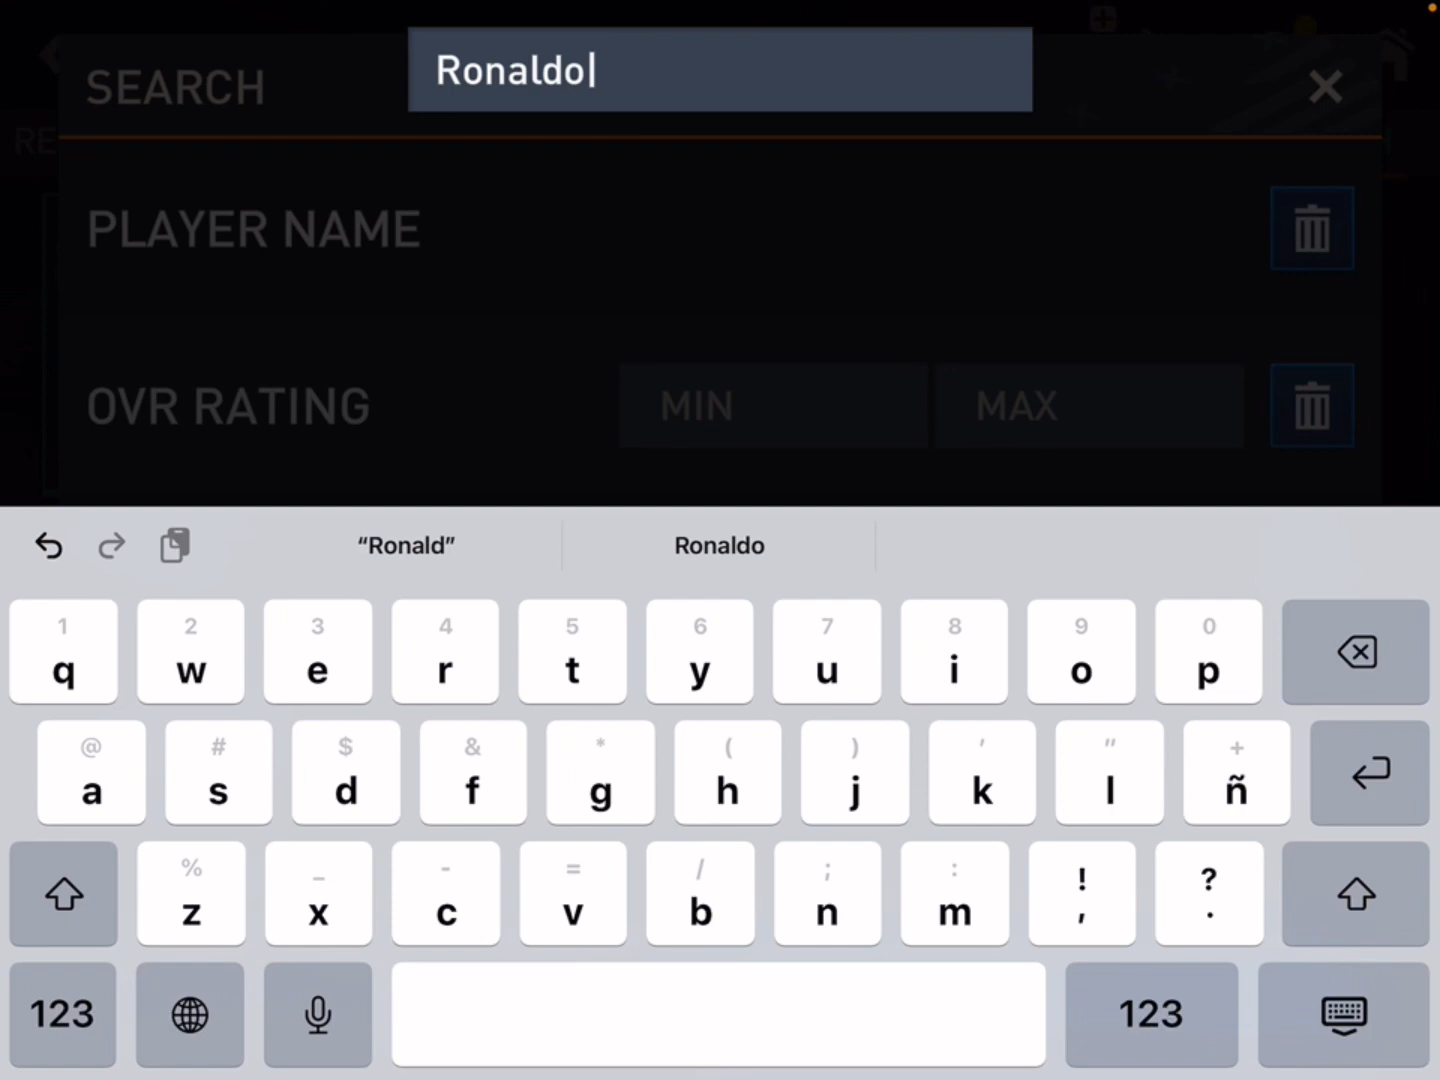 Ronaldo
SEARCH
RE
PLAYER NAME
OVR RATING MIN MAX
“Ronald” Ronaldo
1 2 3 4 5 6 7 8 9 0
q w e r t y u i o p
@ # $ & * ( ) ' " +
a s d f g h j k l ñ
% _ - = / ; : ! ?
z x c v b n m , .
123 123